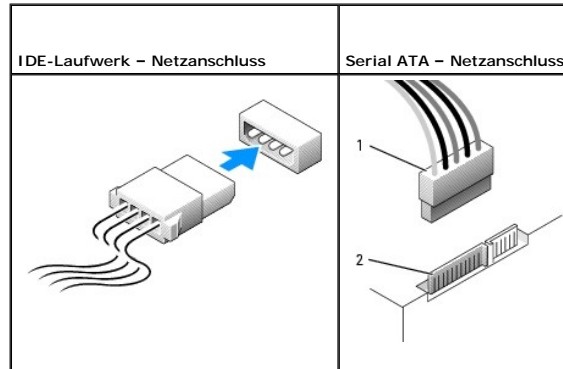 IDE-Laufwerk – Netzanschluss
Serial ATA – Netzanschluss
1
2